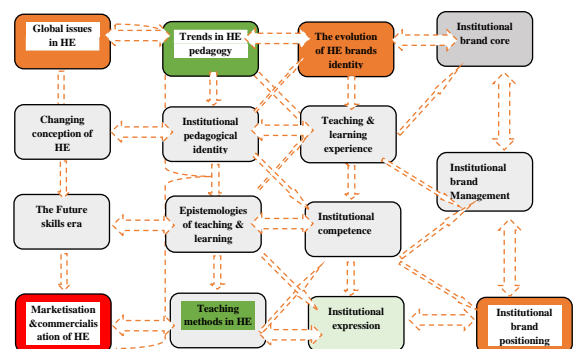 Global issues
in HE
Trends in HE
pedagogy
The evolution
of HE brands
identity
Institutional
brand core
Changing
conception of
HE
Institutional
pedagogical
identity
Teaching &
learning
experience
Institutional
brand
Management
The Future
skills era
Epistemologies
of teaching &
learning
Institutional
competence
Marketisation
&commercialis
ation of HE
Teaching
methods in HE
Institutional
expression
Institutional
brand
positioning